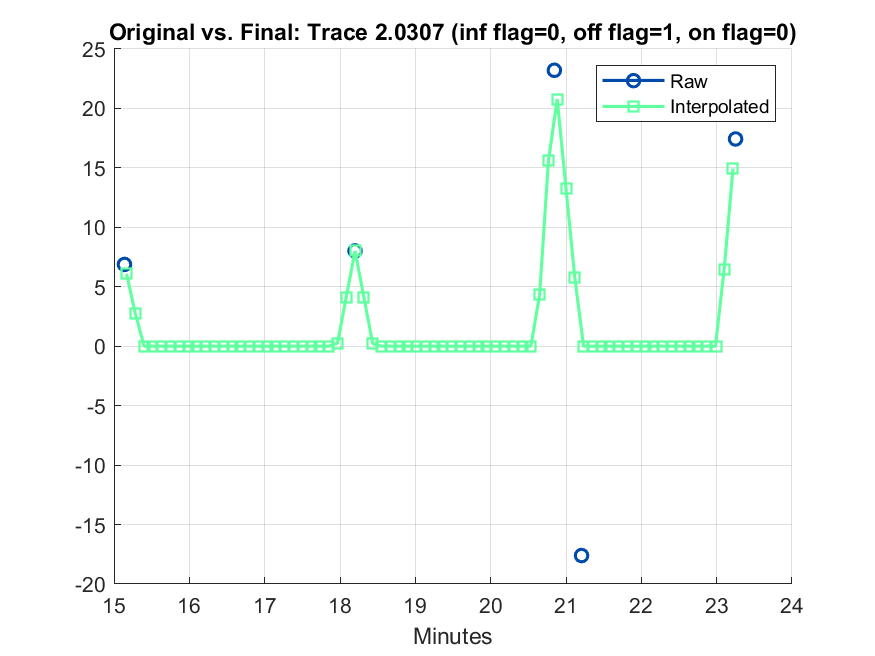 Original vs. Final: Trace 2.0307 (inf flag=0, off flag=1, on flag=0)
25
20
15
10
5
0
-5
-10
-15
-20
Raw
Interpolated
15 16 17 18 19 20 21 22 23 24
Minutes